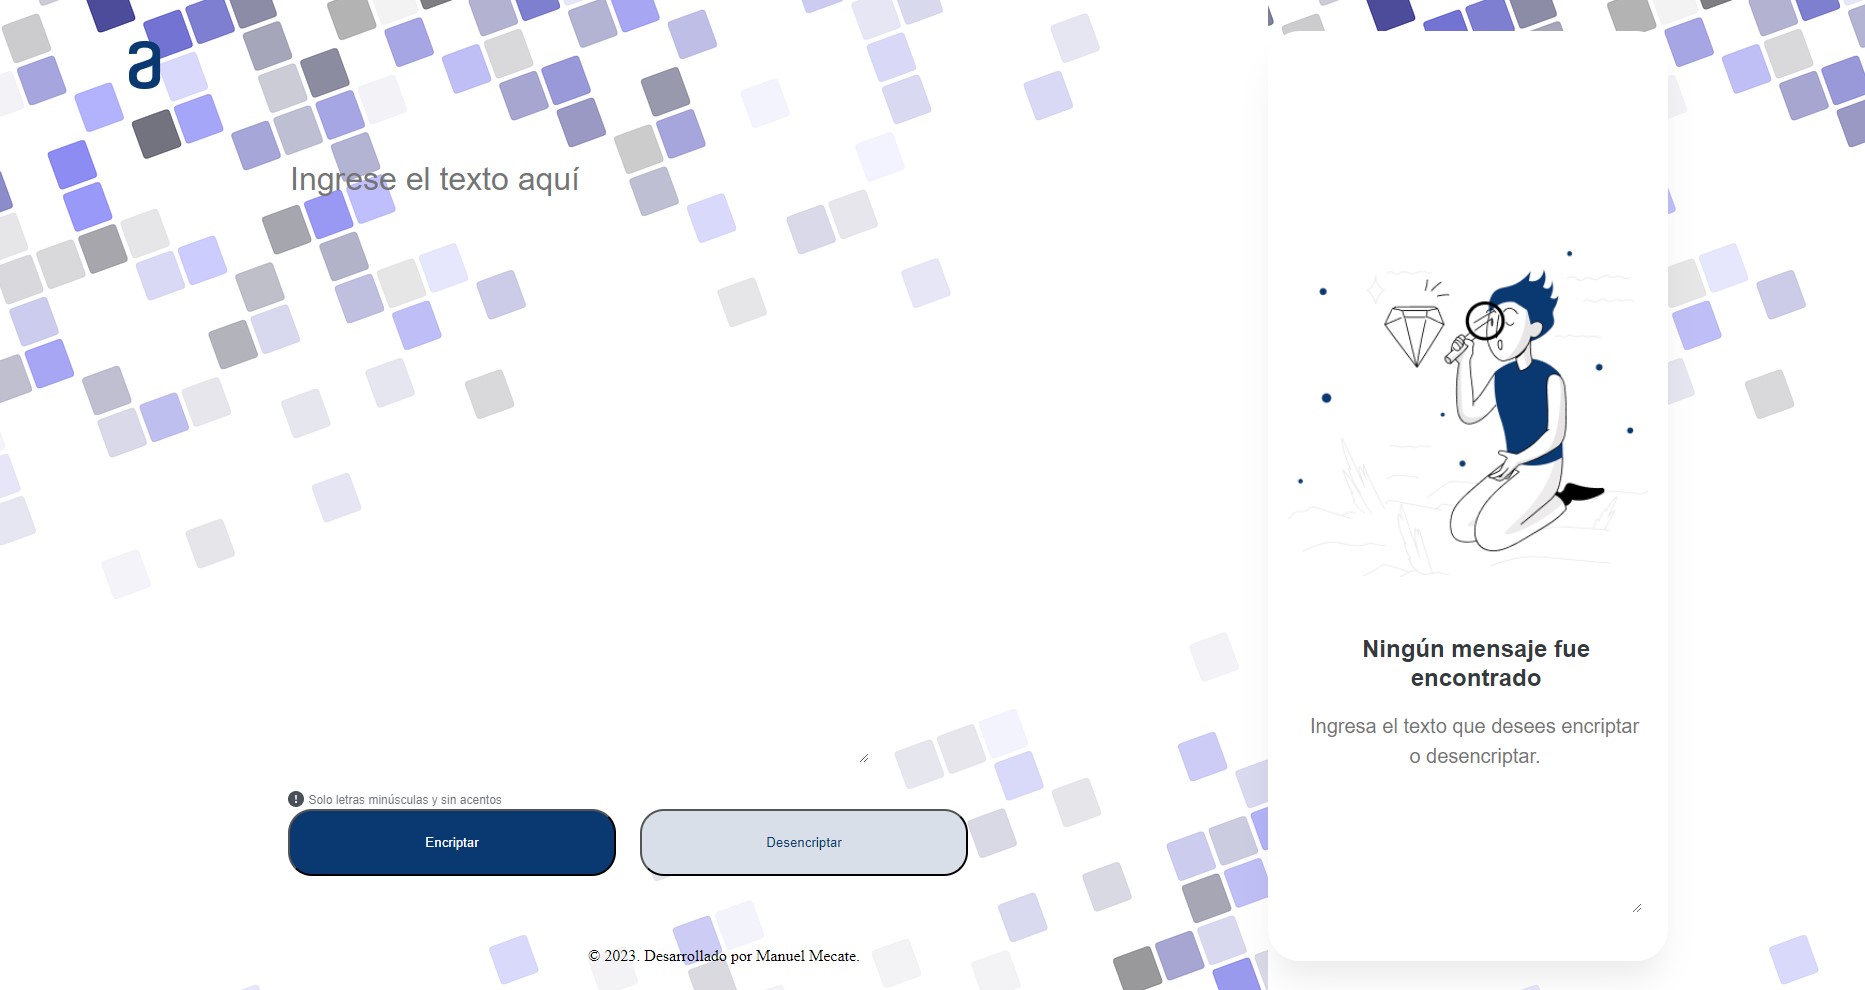 a
Ingrese el texto aquí
Solo letras minúsculas y sin acentos
Encriptar
Desencriptar
© 2023. Desarrollado por Manuel Mecate.
Ningún mensaje fue
encontrado
Ingresa el texto que desees encriptar
o desencriptar.